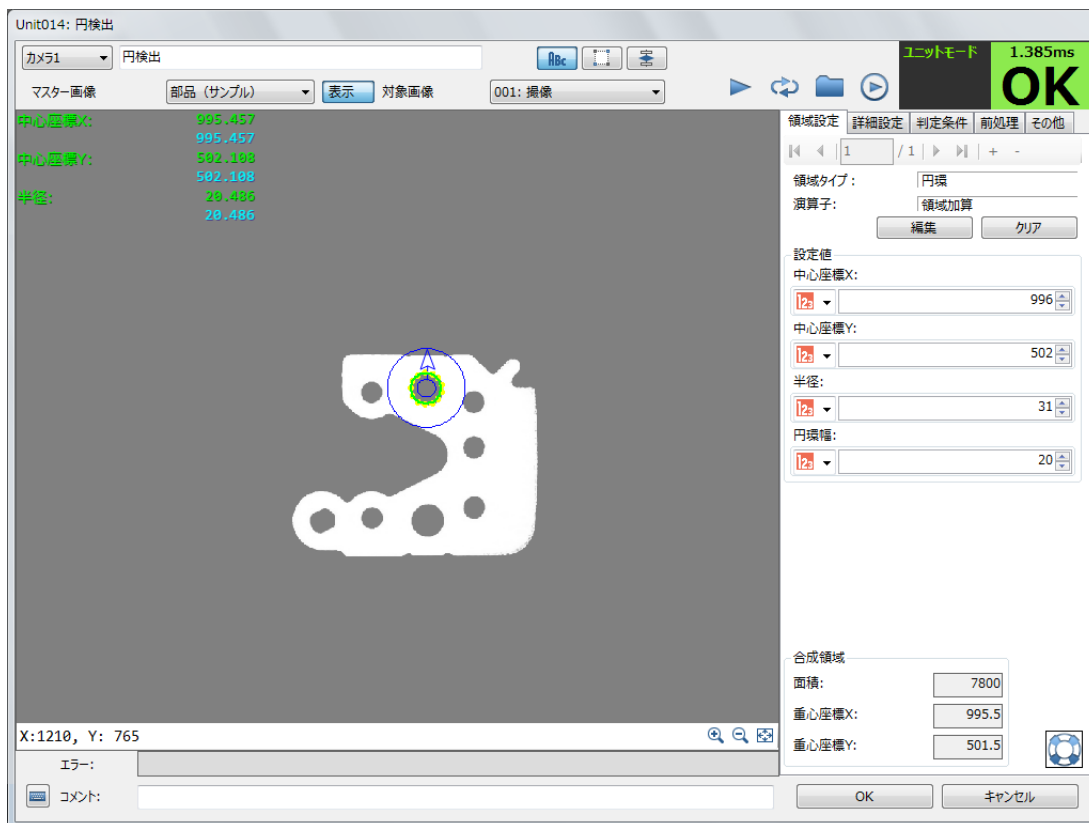 Unit014: 円検出
カメラ1 円検出 ABC ユニットモード 1.385ms
OK
マスター画像 部品（サンプル） 表示 対象画像 001: 撮像
領域設定 詳細設定 判定条件 前処理 その他
中心座標X: 995.457
995.457
中心座標Y: 502.108
502.108
半径: 20.486
20.486
1 / 1 + -
領域タイプ: 円環
演算子: 領域加算
編集 クリア
設定値
中心座標X:
123 996
中心座標Y:
123 502
半径:
123 31
円環幅:
123 20
合成領域
面積: 7800
重心座標X: 995.5
重心座標Y: 501.5
X:1210, Y: 765
エラー:
コメント:
OK キャンセル